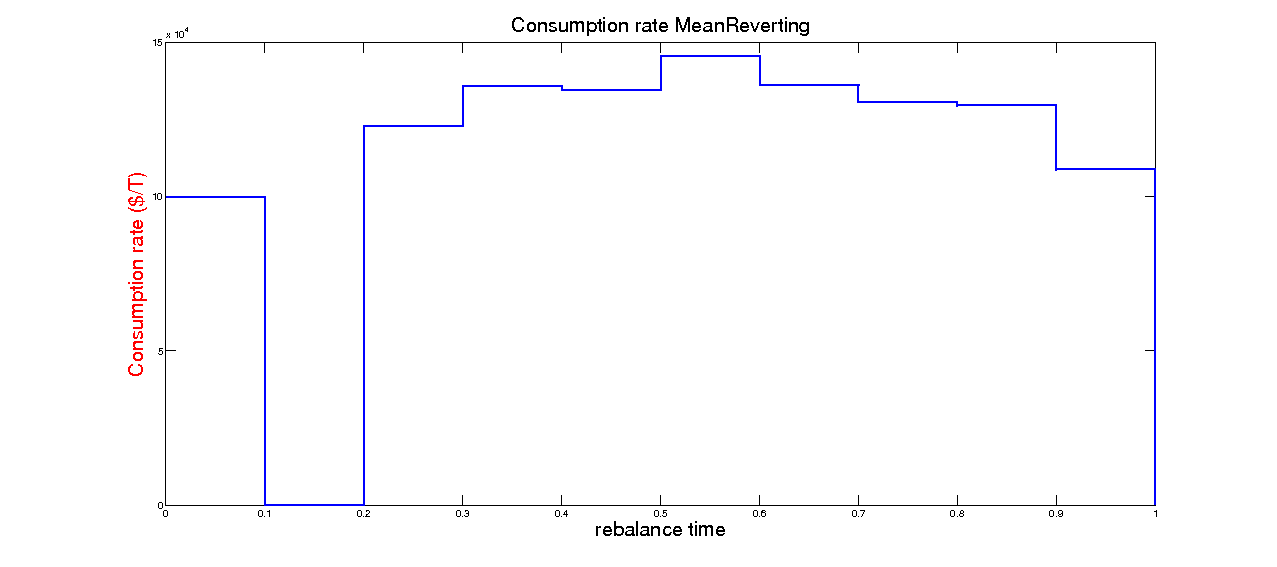 Consumption rate MeanReverting
x 10^4
15
10
5
0
Consumption rate ($/T)
0 0.1 0.2 0.3 0.4 0.5 0.6 0.7 0.8 0.9 1
rebalance time